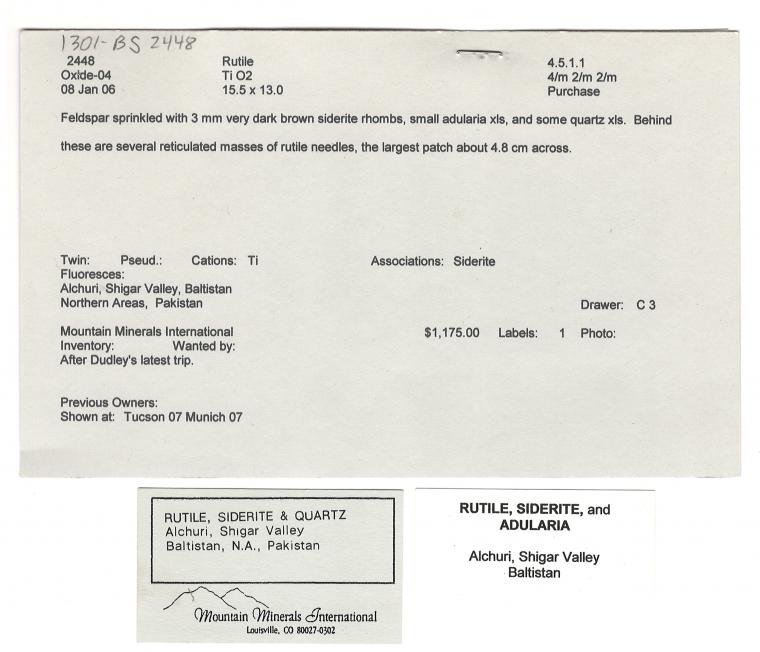 1301-BS 2448
2448 Rutile 4.5.1.1
Oxide-04 Ti O2 4/m 2/m 2/m
08 Jan 06 15.5 x 13.0 Purchase
Feldspar sprinkled with 3 mm very dark brown siderite rhombs, small adularia xls, and some quartz xls. Behind
these are several reticulated masses of rutile needles, the largest patch about 4.8 cm across.
Twin: Pseud.: Cations: Ti Associations: Siderite
Fluoresces:
Alchuri, Shigar Valley, Baltistan
Northern Areas, Pakistan
Drawer: C 3
Mountain Minerals International $1,175.00 Labels: 1 Photo:
Inventory: Wanted by:
After Dudley's latest trip.
Previous Owners:
Shown at: Tucson 07 Munich 07
RUTILE, SIDERITE & QUARTZ
Alchuri, Shigar Valley
Baltistan, N.A., Pakistan
Mountain Minerals International
Louisville, CO 80027-0302
RUTILE, SIDERITE, and
ADULARIA
Alchuri, Shigar Valley
Baltistan